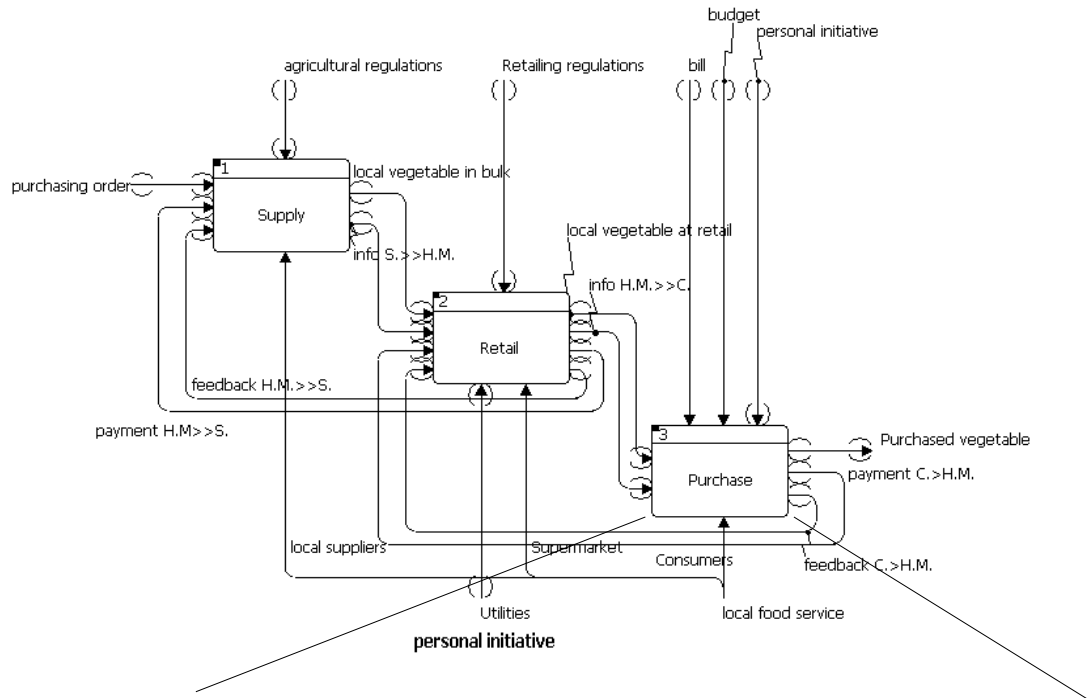 budget
personal initiative
agricultural regulations
Retailing regulations
bill
1
local vegetable in bulk
purchasing order
Supply
local vegetable at retail
info S.>>H.M.
info H.M.>>C.
2
Retail
feedback H.M.>>S.
payment H.M>>S.
3
Purchased vegetable
payment C.>H.M.
Purchase
local suppliers
Supermarket
Consumers
feedback C.>H.M.
Utilities
local food service
personal initiative